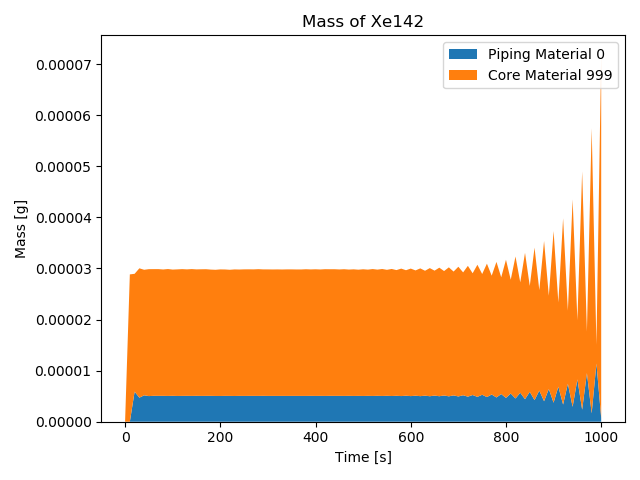 Mass of Xe142
Piping Material 0
Core Material 999
Mass [g]
0.00007
0.00006
0.00005
0.00004
0.00003
0.00002
0.00001
0.00000
0 200 400 600 800 1000
Time [s]